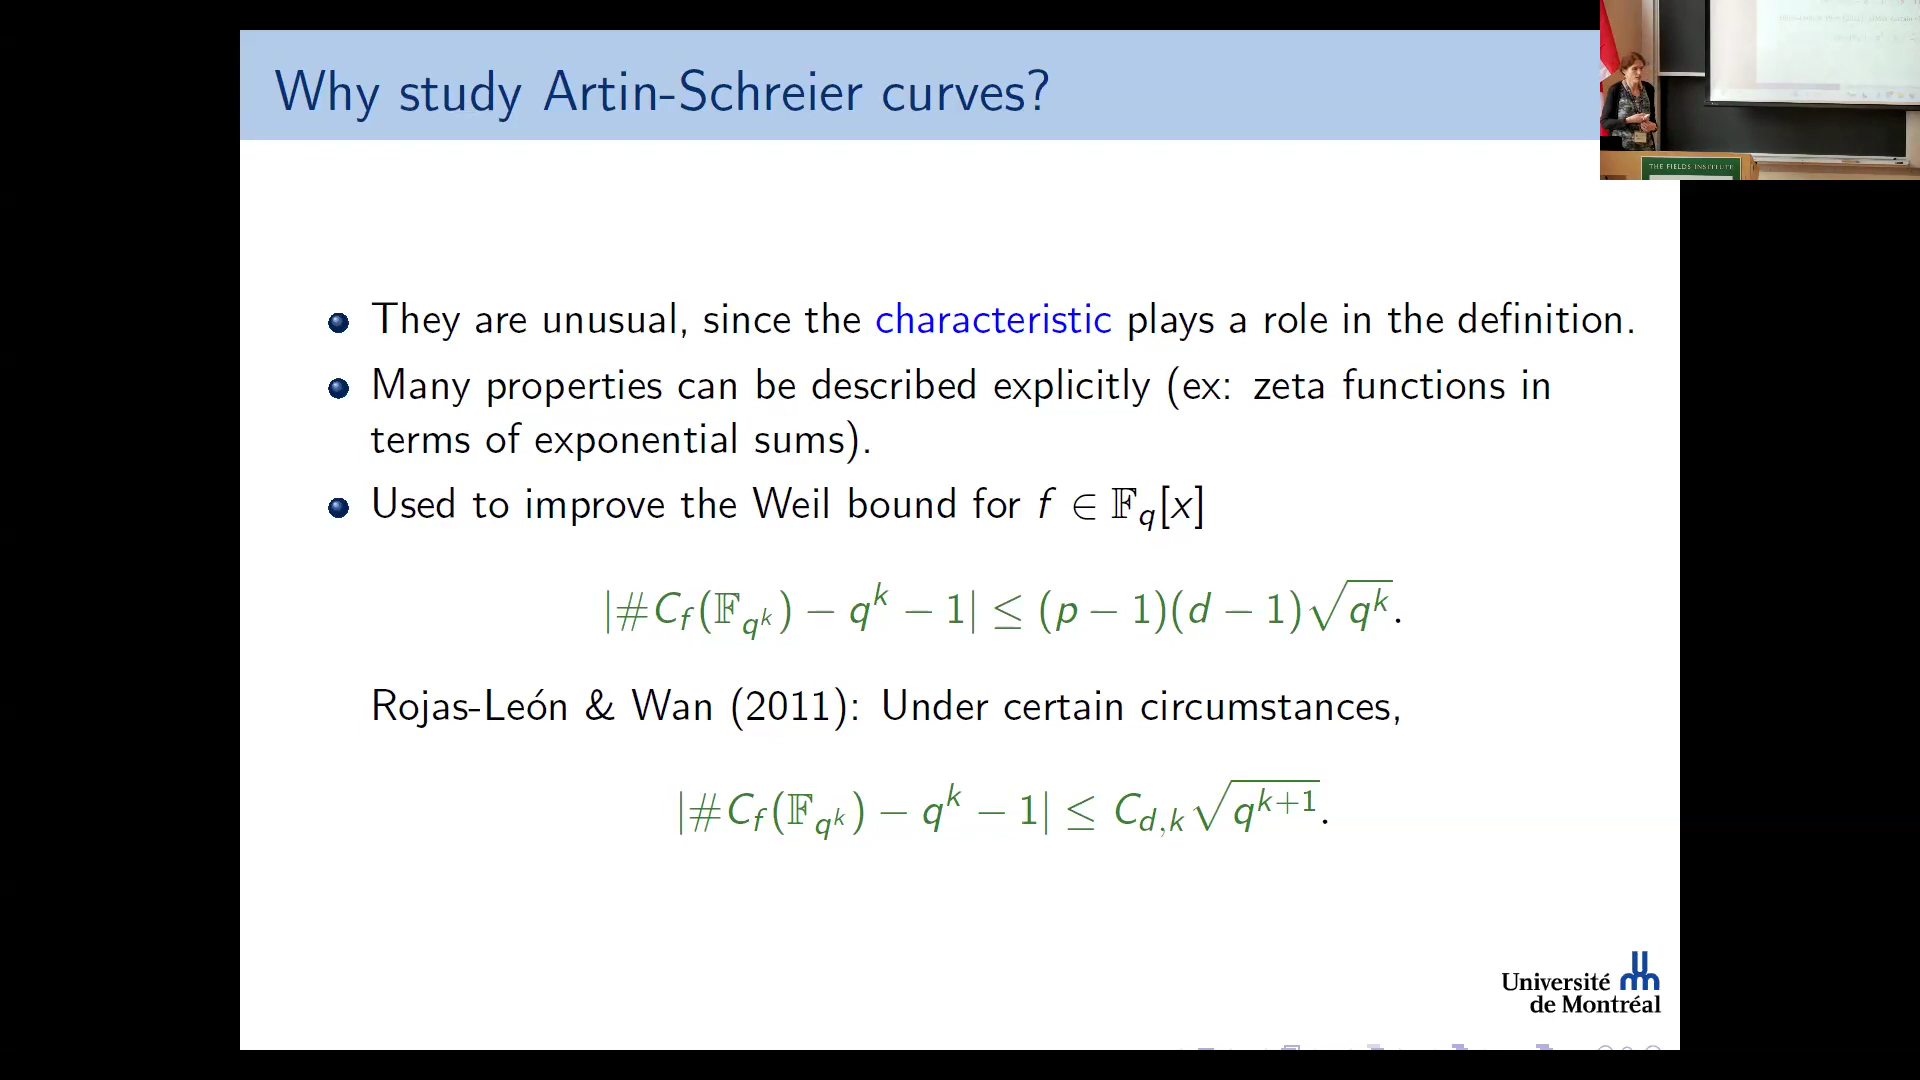 Why study Artin-Schreier curves?
They are unusual, since the characteristic plays a role in the definition.
Many properties can be described explicitly (ex: zeta functions in
terms of exponential sums).
Used to improve the Weil bound for f ∈ 𝔽_q[x]
|#C_f(𝔽_{q^k}) − q^k − 1| ≤ (p − 1)(d − 1)√(q^k).
Rojas-León & Wan (2011): Under certain circumstances,
|#C_f(𝔽_{q^k}) − q^k − 1| ≤ C_{d,k}√(q^{k+1}).
Université
de Montréal
THE FIELDS INSTITUTE